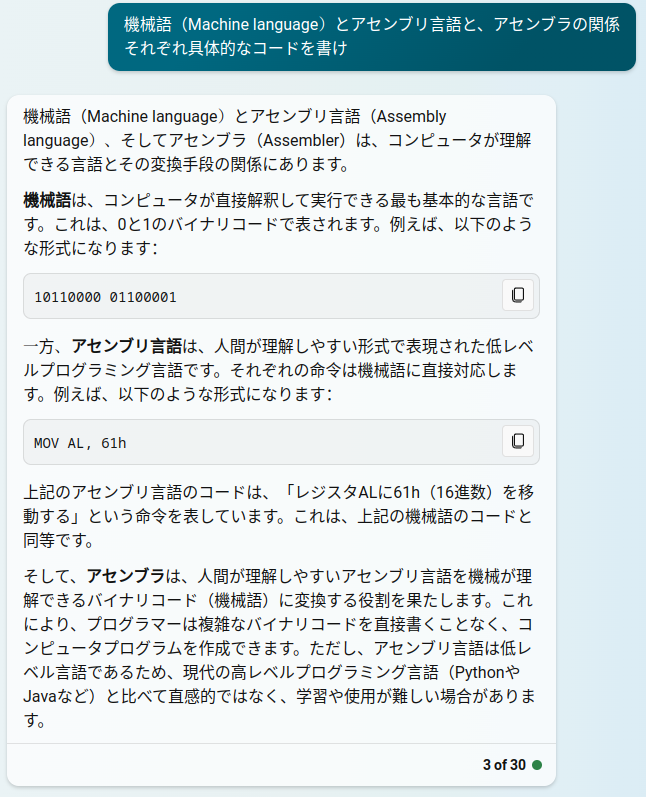 機械語（Machine language）とアセンブリ言語と、アセンブラの関係
それぞれ具体的なコードを書け
機械語（Machine language）とアセンブリ言語（Assembly
language）、そしてアセンブラ（Assembler）は、コンピュータが理解
できる言語とその変換手段の関係にあります。
機械語は、コンピュータが直接解釈して実行できる最も基本的な言語で
す。これは、0と1のバイナリコードで表されます。例えば、以下のよう
な形式になります：
10110000 01100001
一方、アセンブリ言語は、人間が理解しやすい形式で表現された低レベ
ルプログラミング言語です。それぞれの命令は機械語に直接対応しま
す。例えば、以下のような形式になります：
MOV AL, 61h
上記のアセンブリ言語のコードは、「レジスタALに61h（16進数）を移
動する」という命令を表しています。これは、上記の機械語のコードと
同等です。
そして、アセンブラは、人間が理解しやすいアセンブリ言語を機械が理
解できるバイナリコード（機械語）に変換する役割を果たします。これ
により、プログラマーは複雑なバイナリコードを直接書くことなく、コ
ンピュータプログラムを作成できます。ただし、アセンブリ言語は低レ
ベル言語であるため、現代の高レベルプログラミング言語（Pythonや
Javaなど）と比べて直感的ではなく、学習や使用が難しい場合がありま
す。
3 of 30